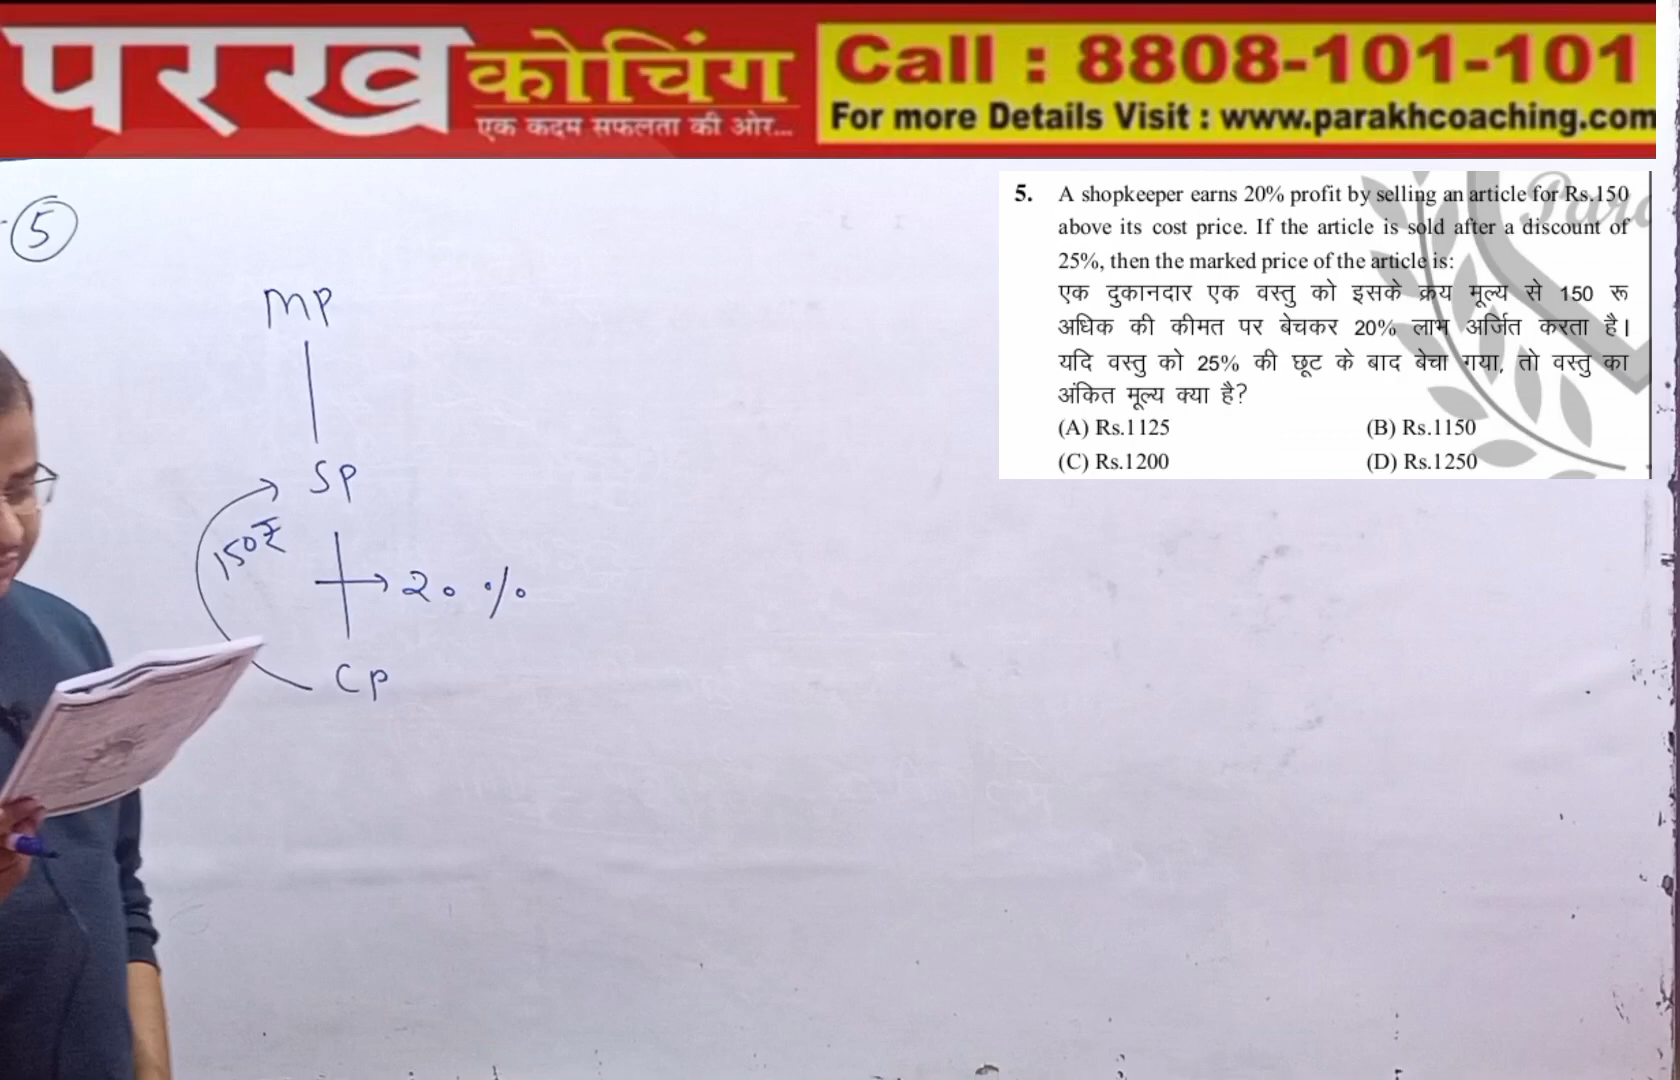 परख कोचिंग
एक कदम सफलता की ओर...
Call : 8808-101-101
For more Details Visit : www.parakhcoaching.com
5
MP
SP
150₹
20 %
CP
5. A shopkeeper earns 20% profit by selling an article for Rs.150
above its cost price. If the article is sold after a discount of
25%, then the marked price of the article is:
एक दुकानदार एक वस्तु को इसके क्रय मूल्य से 150 रू
अधिक की कीमत पर बेचकर 20% लाभ अर्जित करता है।
यदि वस्तु को 25% की छूट के बाद बेचा गया, तो वस्तु का
अंकित मूल्य क्या है?
(A) Rs.1125 (B) Rs.1150
(C) Rs.1200 (D) Rs.1250